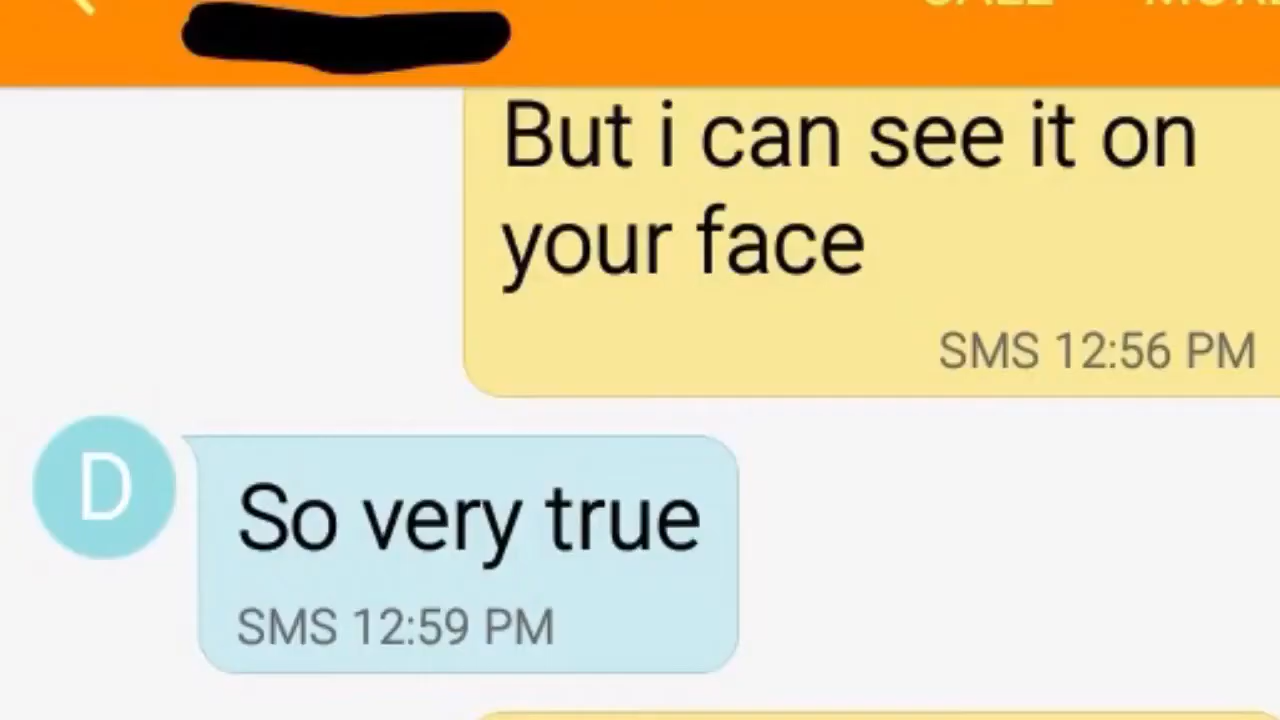 But i can see it on
your face
SMS 12:56 PM
D
So very true
SMS 12:59 PM